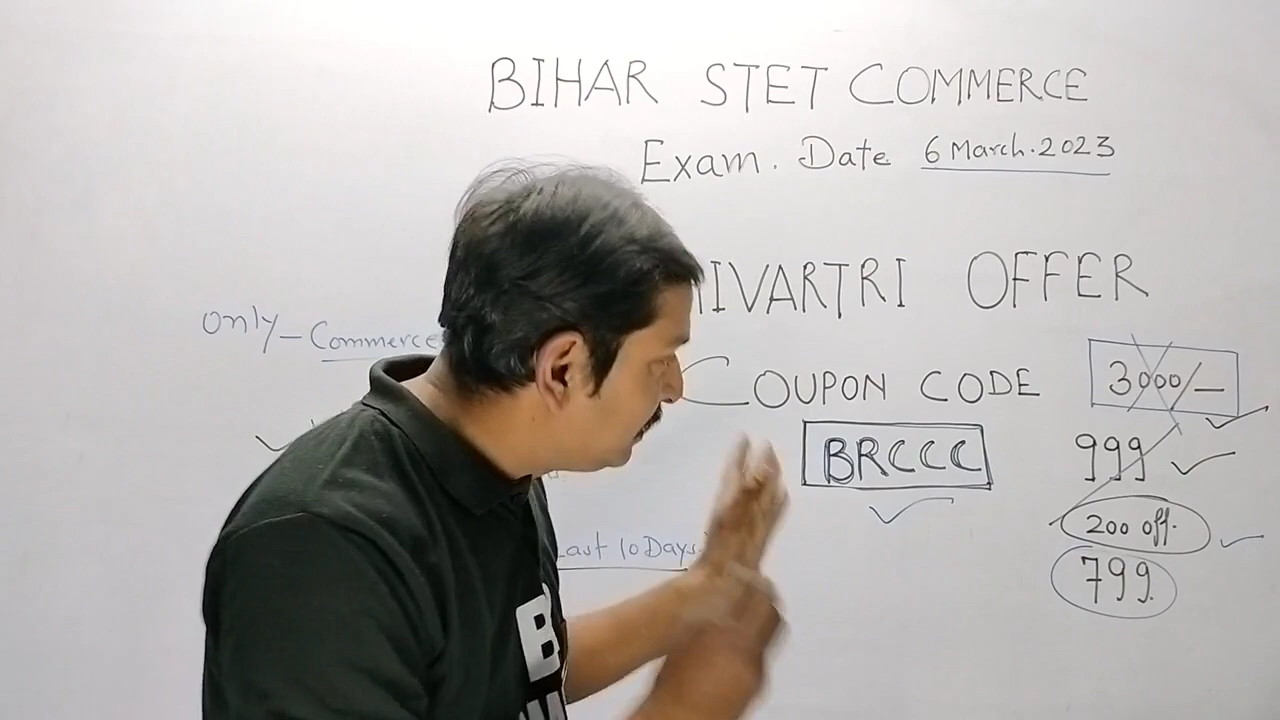 BIHAR STET COMMERCE
Exam. Date 6 March.2023
IVARTRI OFFER
Only - Commerce
COUPON CODE
3000/-
BRCCC
999
200 off.
Last 10 Days
799
B